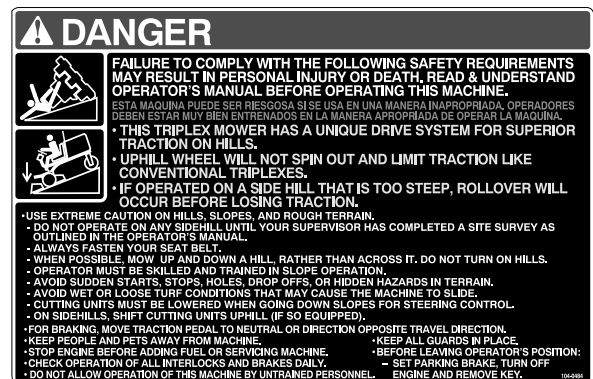 DANGER
FAILURE TO COMPLY WITH THE FOLLOWING SAFETY REQUIREMENTS
MAY RESULT IN PERSONAL INJURY OR DEATH. READ & UNDERSTAND
OPERATOR'S MANUAL BEFORE OPERATING THIS MACHINE.
ESTA MAQUINA PUEDE SER RIESGOSA SI SE USA EN UNA MANERA INAPROPRIADA. OPERADORES
DEBEN ESTAR MUY BIEN ENTRENADOS EN LA MANERA APROPRIADA DE OPERAR LA MAQUINA.
• THIS TRIPLEX MOWER HAS A UNIQUE DRIVE SYSTEM FOR SUPERIOR
TRACTION ON HILLS.
• UPHILL WHEEL WILL NOT SPIN OUT AND LIMIT TRACTION LIKE
CONVENTIONAL TRIPLEXES.
• IF OPERATED ON A SIDE HILL THAT IS TOO STEEP, ROLLOVER WILL
OCCUR BEFORE LOSING TRACTION.
•USE EXTREME CAUTION ON HILLS, SLOPES, AND ROUGH TERRAIN.
- DO NOT OPERATE ON ANY SIDEHILL UNTIL YOUR SUPERVISOR HAS COMPLETED A SITE SURVEY AS
OUTLINED IN THE OPERATOR'S MANUAL.
- ALWAYS FASTEN YOUR SEAT BELT.
- WHEN POSSIBLE, MOW UP AND DOWN A HILL, RATHER THAN ACROSS IT. DO NOT TURN ON HILLS.
- OPERATOR MUST BE SKILLED AND TRAINED IN SLOPE OPERATION.
- AVOID SUDDEN STARTS, STOPS, HOLES, DROP OFFS, OR HIDDEN HAZARDS IN TERRAIN.
- AVOID WET OR LOOSE TURF CONDITIONS THAT MAY CAUSE THE MACHINE TO SLIDE.
- CUTTING UNITS MUST BE LOWERED WHEN GOING DOWN SLOPES FOR STEERING CONTROL.
- ON SIDEHILLS, SHIFT CUTTING UNITS UPHILL (IF SO EQUIPPED).
•FOR BRAKING, MOVE TRACTION PEDAL TO NEUTRAL OR DIRECTION OPPOSITE TRAVEL DIRECTION.
•KEEP PEOPLE AND PETS AWAY FROM MACHINE.
•STOP ENGINE BEFORE ADDING FUEL OR SERVICING MACHINE.
•CHECK OPERATION OF ALL INTERLOCKS AND BRAKES DAILY.
• DO NOT ALLOW OPERATION OF THIS MACHINE BY UNTRAINED PERSONNEL.
•KEEP ALL GUARDS IN PLACE.
•BEFORE LEAVING OPERATOR'S POSITION:
– SET PARKING BRAKE, TURN OFF
ENGINE AND REMOVE KEY.
104-0484